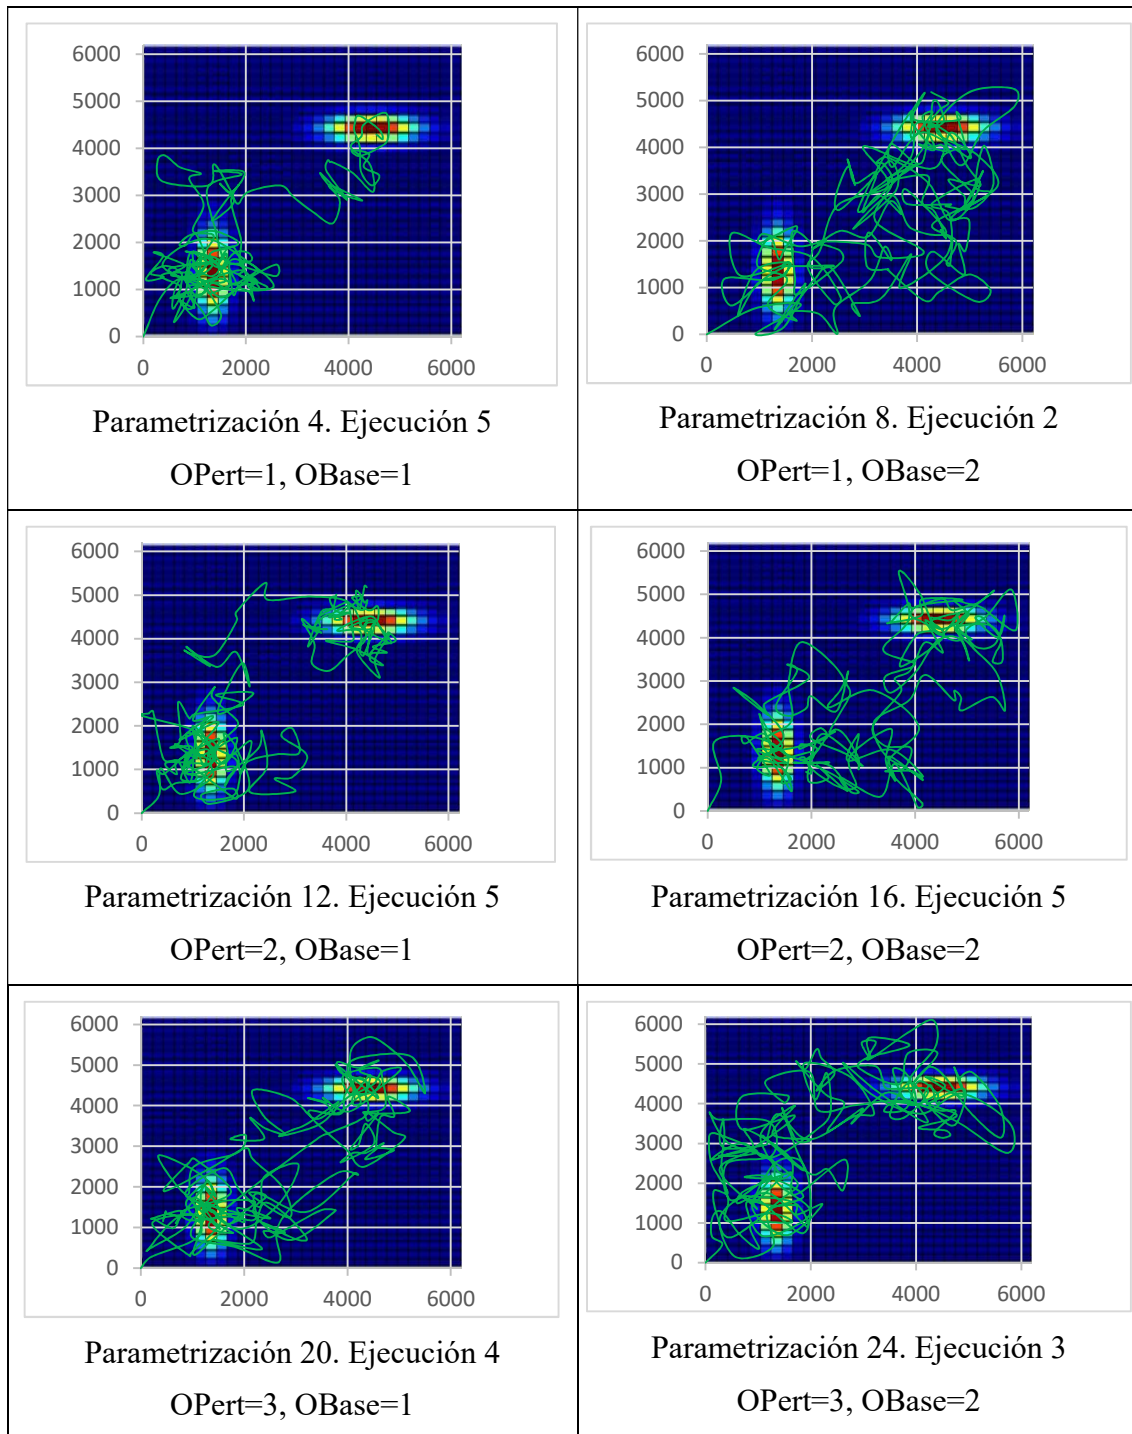 6000
5000
4000
3000
2000
1000
0
0 2000 4000 6000
Parametrización 4. Ejecución 5
OPert=1, OBase=1
6000
5000
4000
3000
2000
1000
0
0 2000 4000 6000
Parametrización 8. Ejecución 2
OPert=1, OBase=2
6000
5000
4000
3000
2000
1000
0
0 2000 4000 6000
Parametrización 12. Ejecución 5
OPert=2, OBase=1
6000
5000
4000
3000
2000
1000
0
0 2000 4000 6000
Parametrización 16. Ejecución 5
OPert=2, OBase=2
6000
5000
4000
3000
2000
1000
0
0 2000 4000 6000
Parametrización 20. Ejecución 4
OPert=3, OBase=1
6000
5000
4000
3000
2000
1000
0
0 2000 4000 6000
Parametrización 24. Ejecución 3
OPert=3, OBase=2